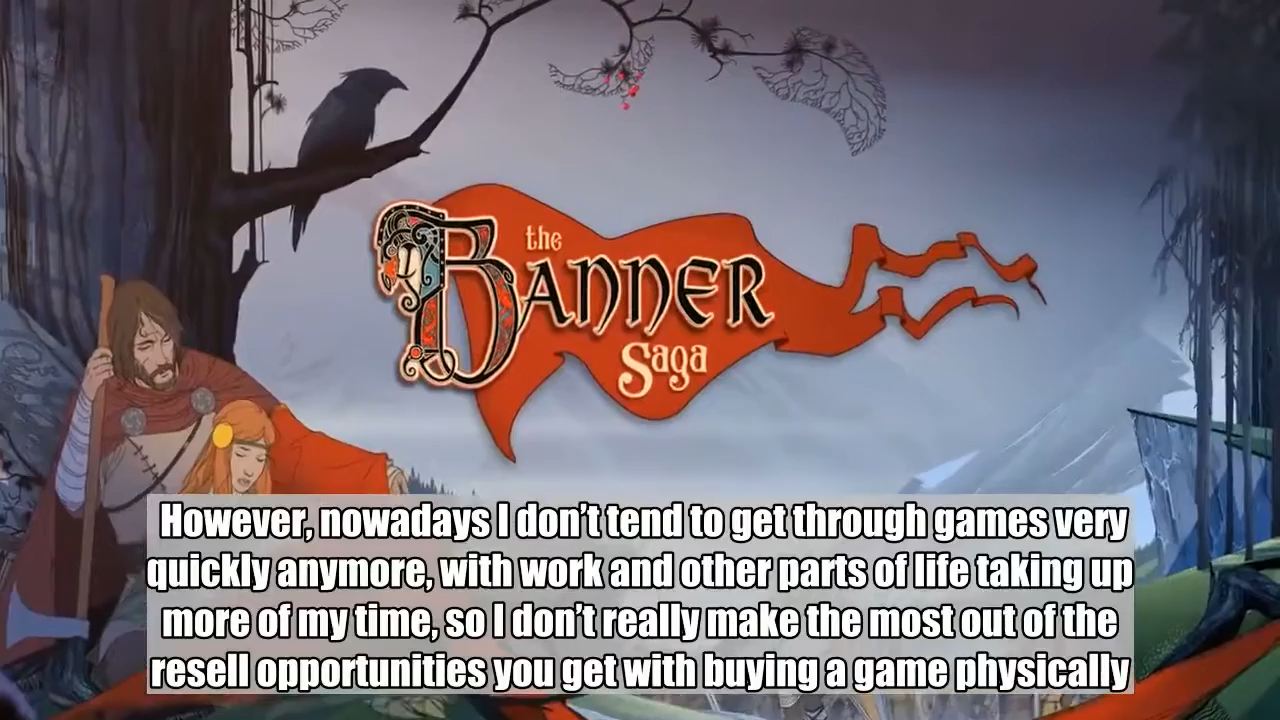 the
BANNER
Saga
However, nowadays I don't tend to get through games very
quickly anymore, with work and other parts of life taking up
more of my time, so I don't really make the most out of the
resell opportunities you get with buying a game physically